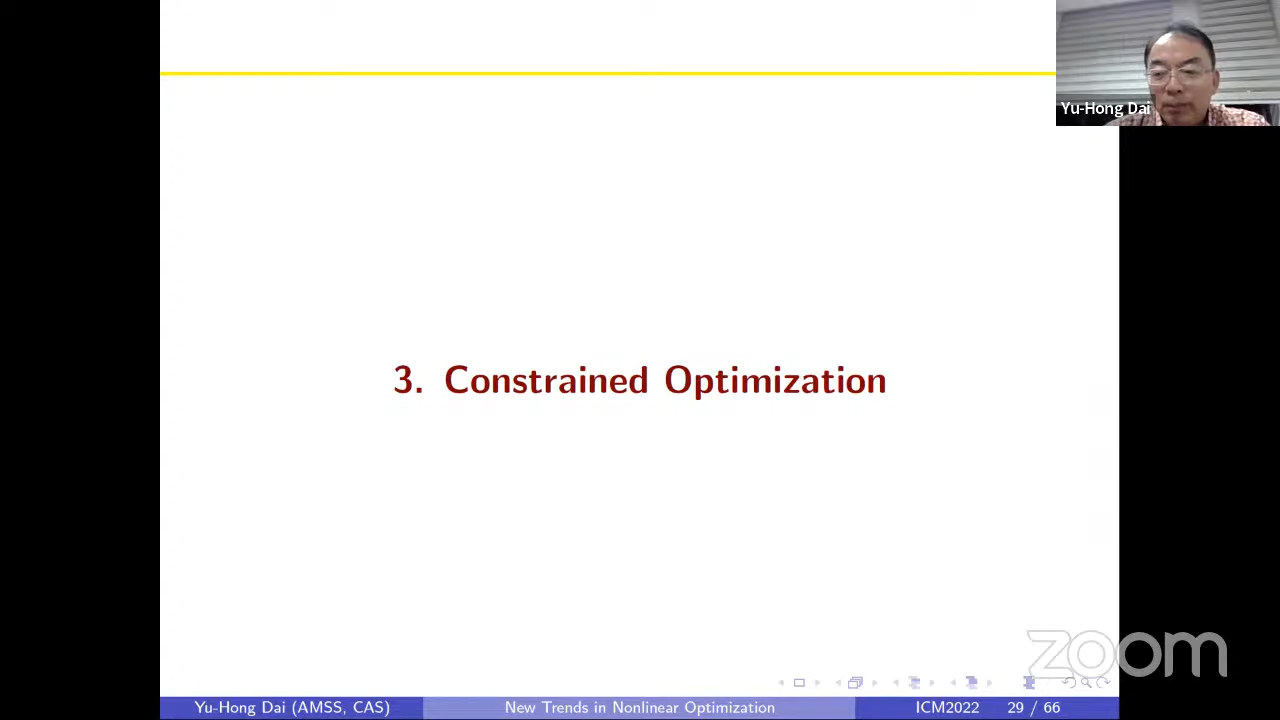 Yu-Hong Dai
3. Constrained Optimization
zoom
Yu-Hong Dai (AMSS, CAS) New Trends in Nonlinear Optimization ICM2022 29 / 66